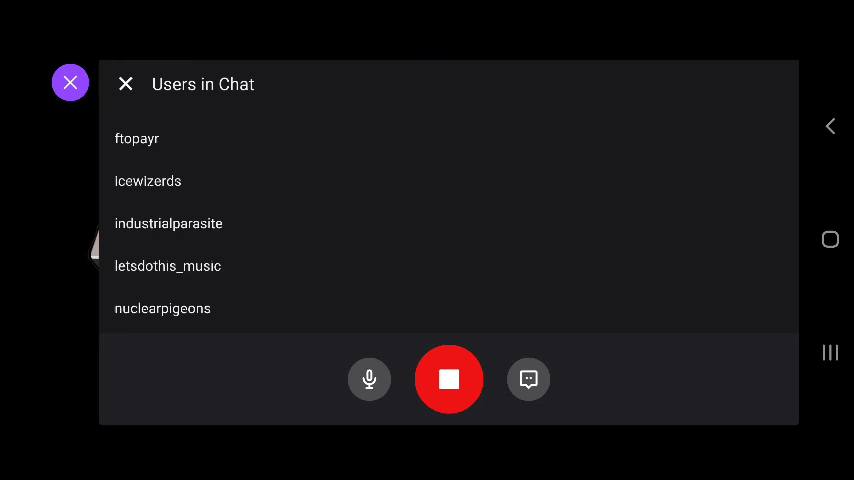 Users in Chat
ftopayr
icewizerds
industrialparasite
letsdothis_music
nuclearpigeons